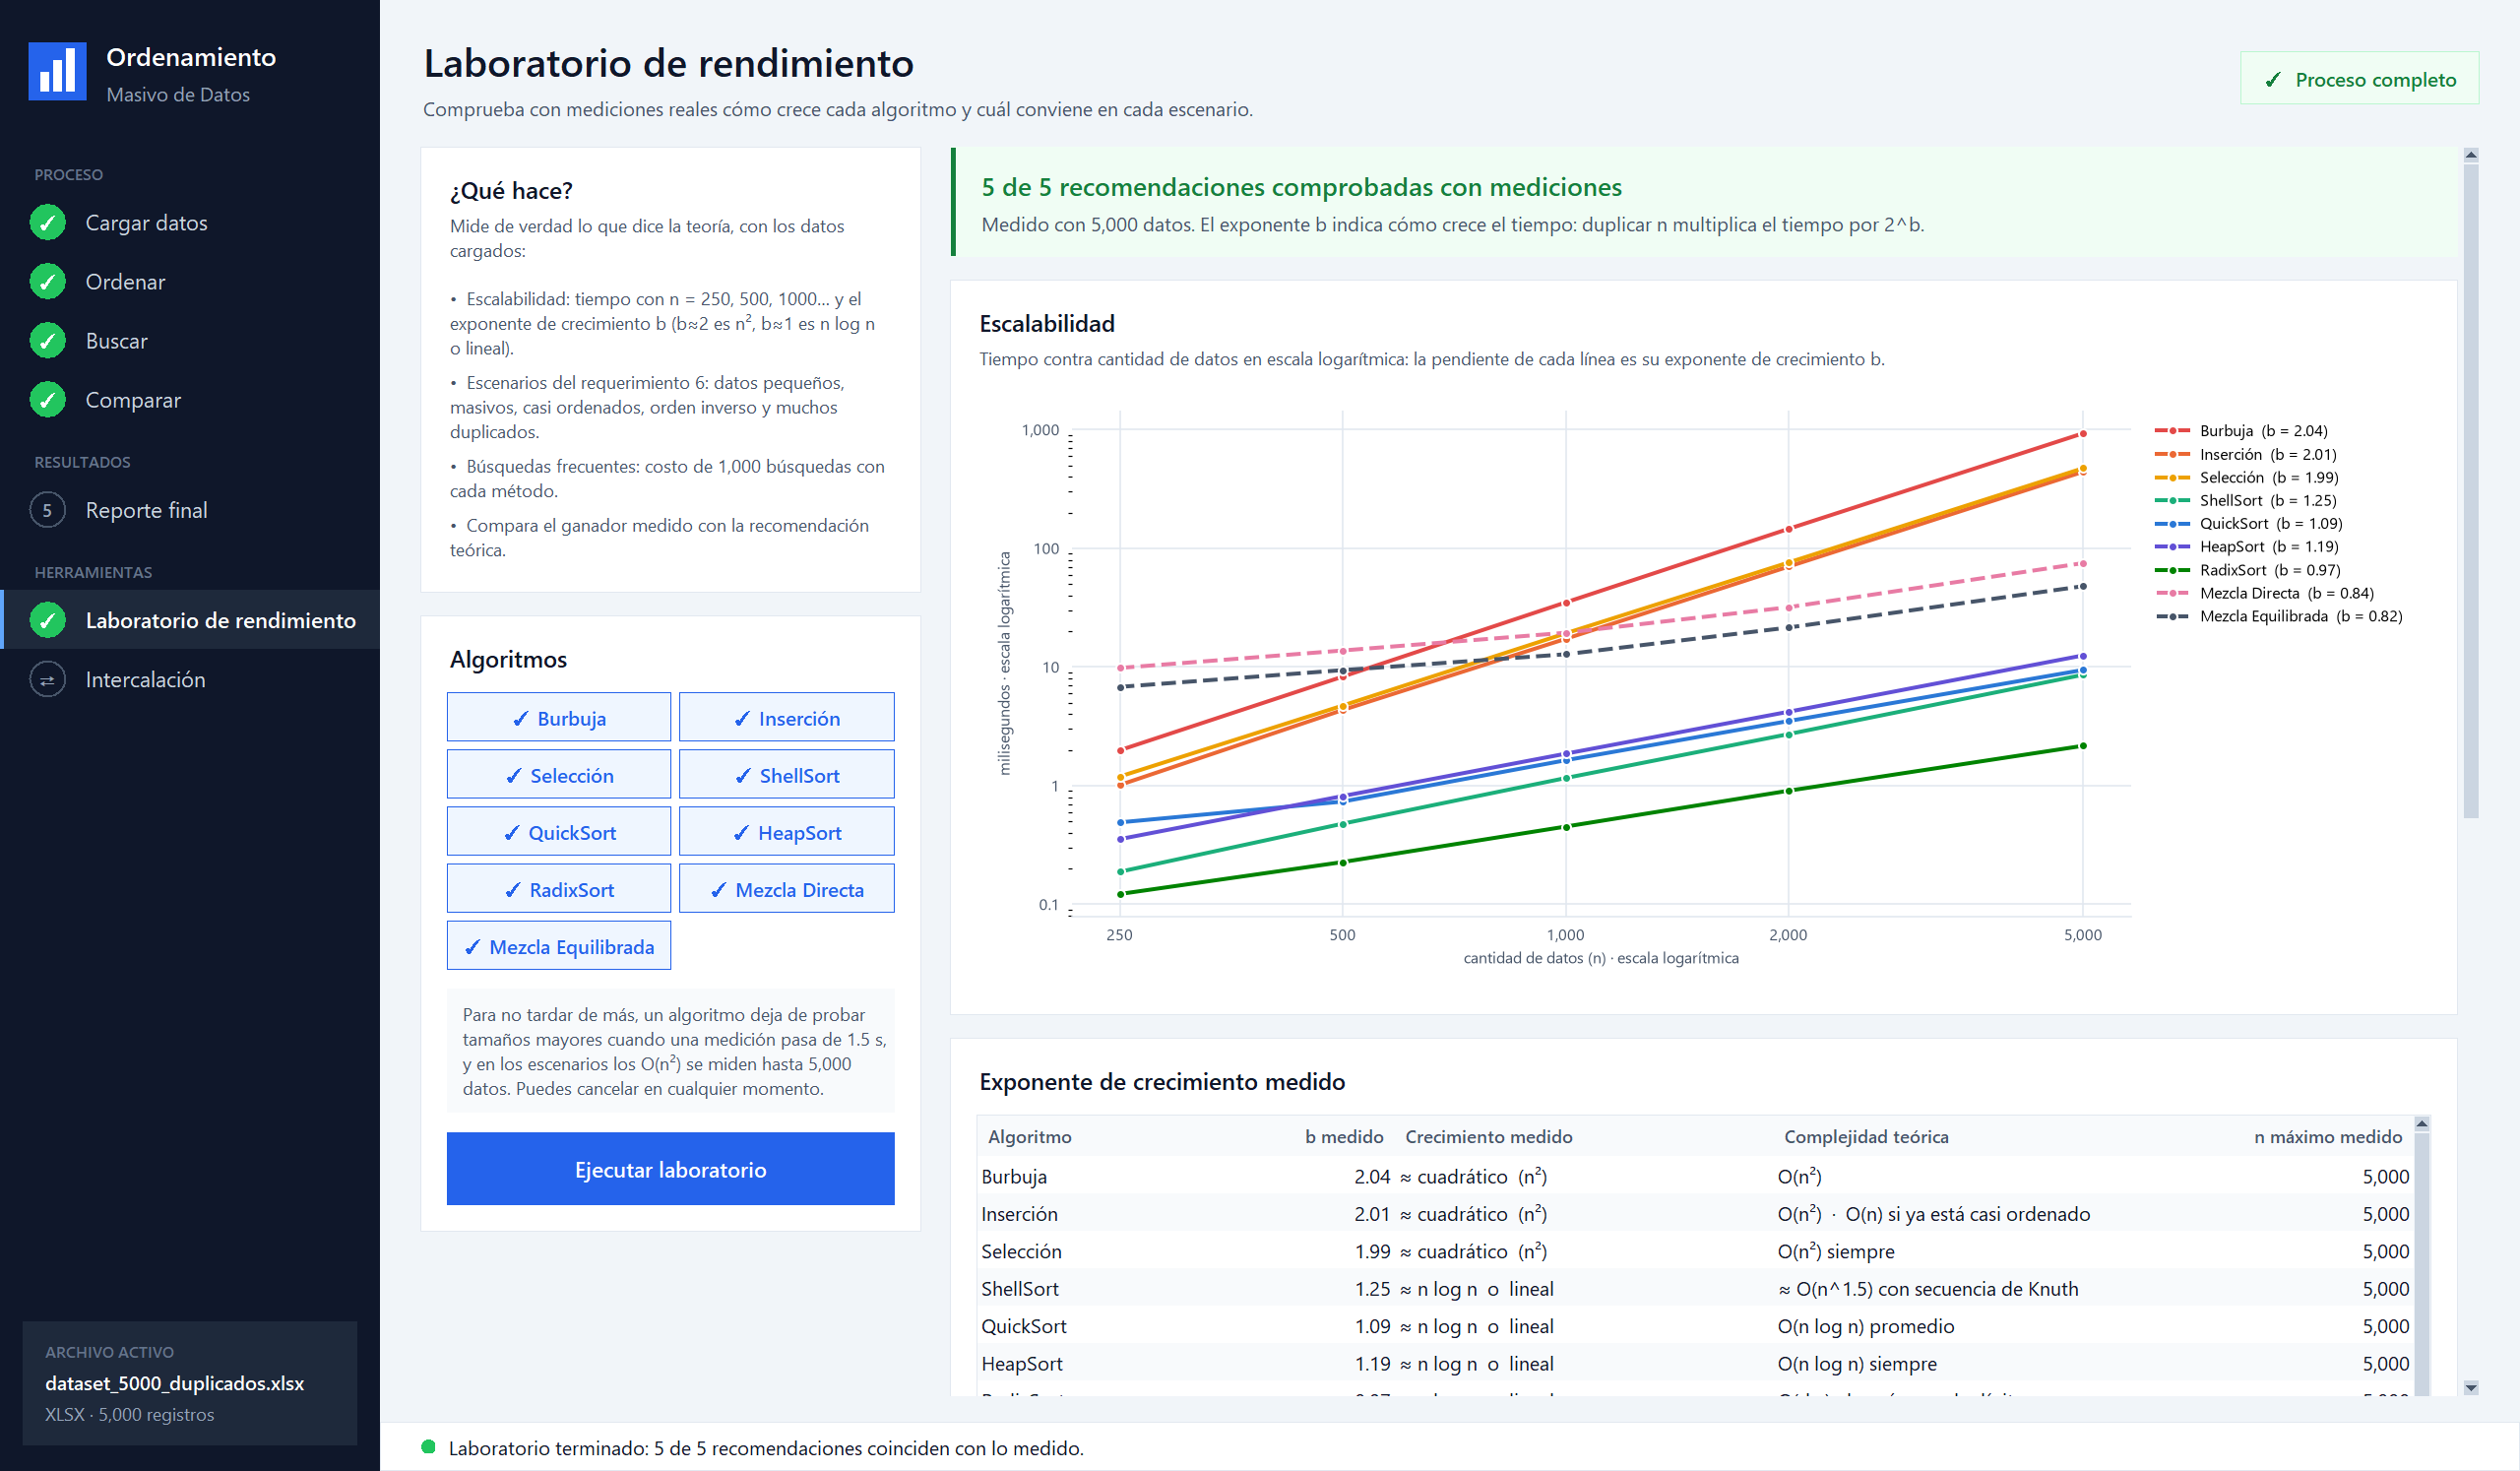 Ordenamiento
Masivo de Datos
PROCESO
✓ Cargar datos
✓ Ordenar
✓ Buscar
✓ Comparar
RESULTADOS
5 Reporte final
HERRAMIENTAS
✓ Laboratorio de rendimiento
⇄ Intercalación
ARCHIVO ACTIVO
dataset_5000_duplicados.xlsx
XLSX · 5,000 registros
Laboratorio de rendimiento
Comprueba con mediciones reales cómo crece cada algoritmo y cuál conviene en cada escenario.
✓ Proceso completo
¿Qué hace?
Mide de verdad lo que dice la teoría, con los datos
cargados:
• Escalabilidad: tiempo con n = 250, 500, 1000... y el
exponente de crecimiento b (b≈2 es n², b≈1 es n log n
o lineal).
• Escenarios del requerimiento 6: datos pequeños,
masivos, casi ordenados, orden inverso y muchos
duplicados.
• Búsquedas frecuentes: costo de 1,000 búsquedas con
cada método.
• Compara el ganador medido con la recomendación
teórica.
Algoritmos
✓ Burbuja ✓ Inserción
✓ Selección ✓ ShellSort
✓ QuickSort ✓ HeapSort
✓ RadixSort ✓ Mezcla Directa
✓ Mezcla Equilibrada
Para no tardar de más, un algoritmo deja de probar
tamaños mayores cuando una medición pasa de 1.5 s,
y en los escenarios los O(n²) se miden hasta 5,000
datos. Puedes cancelar en cualquier momento.
Ejecutar laboratorio
5 de 5 recomendaciones comprobadas con mediciones
Medido con 5,000 datos. El exponente b indica cómo crece el tiempo: duplicar n multiplica el tiempo por 2^b.
Escalabilidad
Tiempo contra cantidad de datos en escala logarítmica: la pendiente de cada línea es su exponente de crecimiento b.
milisegundos · escala logarítmica
1,000
100
10
1
0.1
250 500 1,000 2,000 5,000
cantidad de datos (n) · escala logarítmica
Burbuja (b = 2.04)
Inserción (b = 2.01)
Selección (b = 1.99)
ShellSort (b = 1.25)
QuickSort (b = 1.09)
HeapSort (b = 1.19)
RadixSort (b = 0.97)
Mezcla Directa (b = 0.84)
Mezcla Equilibrada (b = 0.82)
Exponente de crecimiento medido
Algoritmo b medido Crecimiento medido Complejidad teórica n máximo medido
Burbuja 2.04 ≈ cuadrático (n²) O(n²) 5,000
Inserción 2.01 ≈ cuadrático (n²) O(n²) · O(n) si ya está casi ordenado 5,000
Selección 1.99 ≈ cuadrático (n²) O(n²) siempre 5,000
ShellSort 1.25 ≈ n log n o lineal ≈ O(n^1.5) con secuencia de Knuth 5,000
QuickSort 1.09 ≈ n log n o lineal O(n log n) promedio 5,000
HeapSort 1.19 ≈ n log n o lineal O(n log n) siempre 5,000
Laboratorio terminado: 5 de 5 recomendaciones coinciden con lo medido.